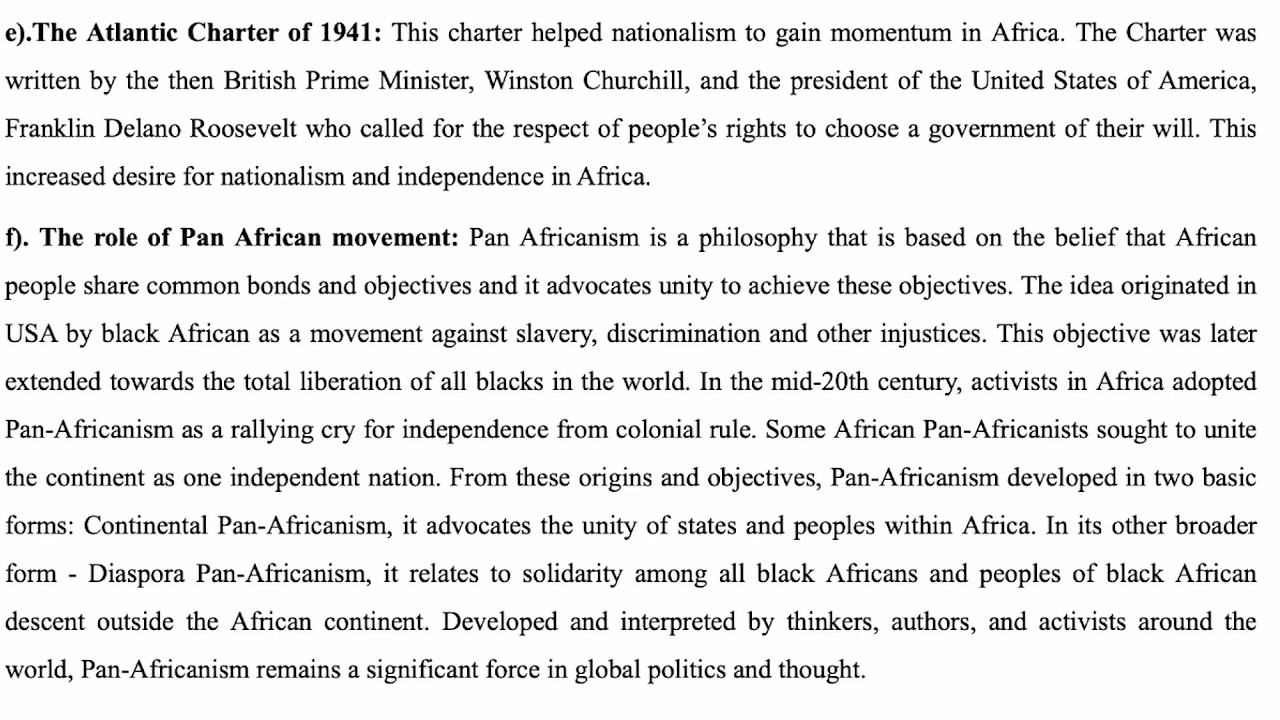 e).The Atlantic Charter of 1941: This charter helped nationalism to gain momentum in Africa. The Charter was
written by the then British Prime Minister, Winston Churchill, and the president of the United States of America,
Franklin Delano Roosevelt who called for the respect of people’s rights to choose a government of their will. This
increased desire for nationalism and independence in Africa.
f). The role of Pan African movement: Pan Africanism is a philosophy that is based on the belief that African
people share common bonds and objectives and it advocates unity to achieve these objectives. The idea originated in
USA by black African as a movement against slavery, discrimination and other injustices. This objective was later
extended towards the total liberation of all blacks in the world. In the mid-20th century, activists in Africa adopted
Pan-Africanism as a rallying cry for independence from colonial rule. Some African Pan-Africanists sought to unite
the continent as one independent nation. From these origins and objectives, Pan-Africanism developed in two basic
forms: Continental Pan-Africanism, it advocates the unity of states and peoples within Africa. In its other broader
form - Diaspora Pan-Africanism, it relates to solidarity among all black Africans and peoples of black African
descent outside the African continent. Developed and interpreted by thinkers, authors, and activists around the
world, Pan-Africanism remains a significant force in global politics and thought.